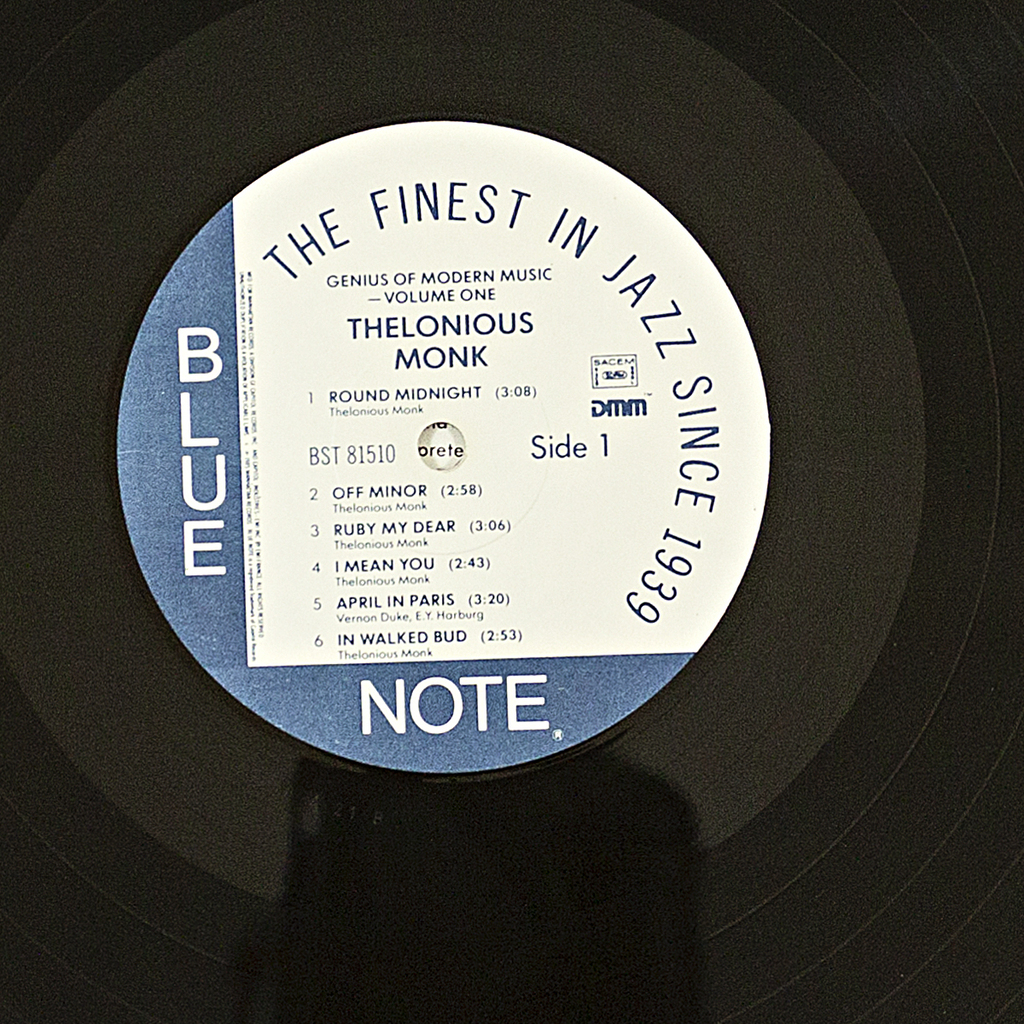 THE FINEST IN JAZZ SINCE 1939
GENIUS OF MODERN MUSIC
—VOLUME ONE
THELONIOUS
MONK
SACEM
DMM™
1 ROUND MIDNIGHT (3:08)
Thelonious Monk
BST 81510
Side 1
2 OFF MINOR (2:58)
Thelonious Monk
3 RUBY MY DEAR (3:06)
Thelonious Monk
4 I MEAN YOU (2:43)
Thelonious Monk
5 APRIL IN PARIS (3:20)
Vernon Duke, E.Y. Harburg
6 IN WALKED BUD (2:53)
Thelonious Monk
BLUE
NOTE®